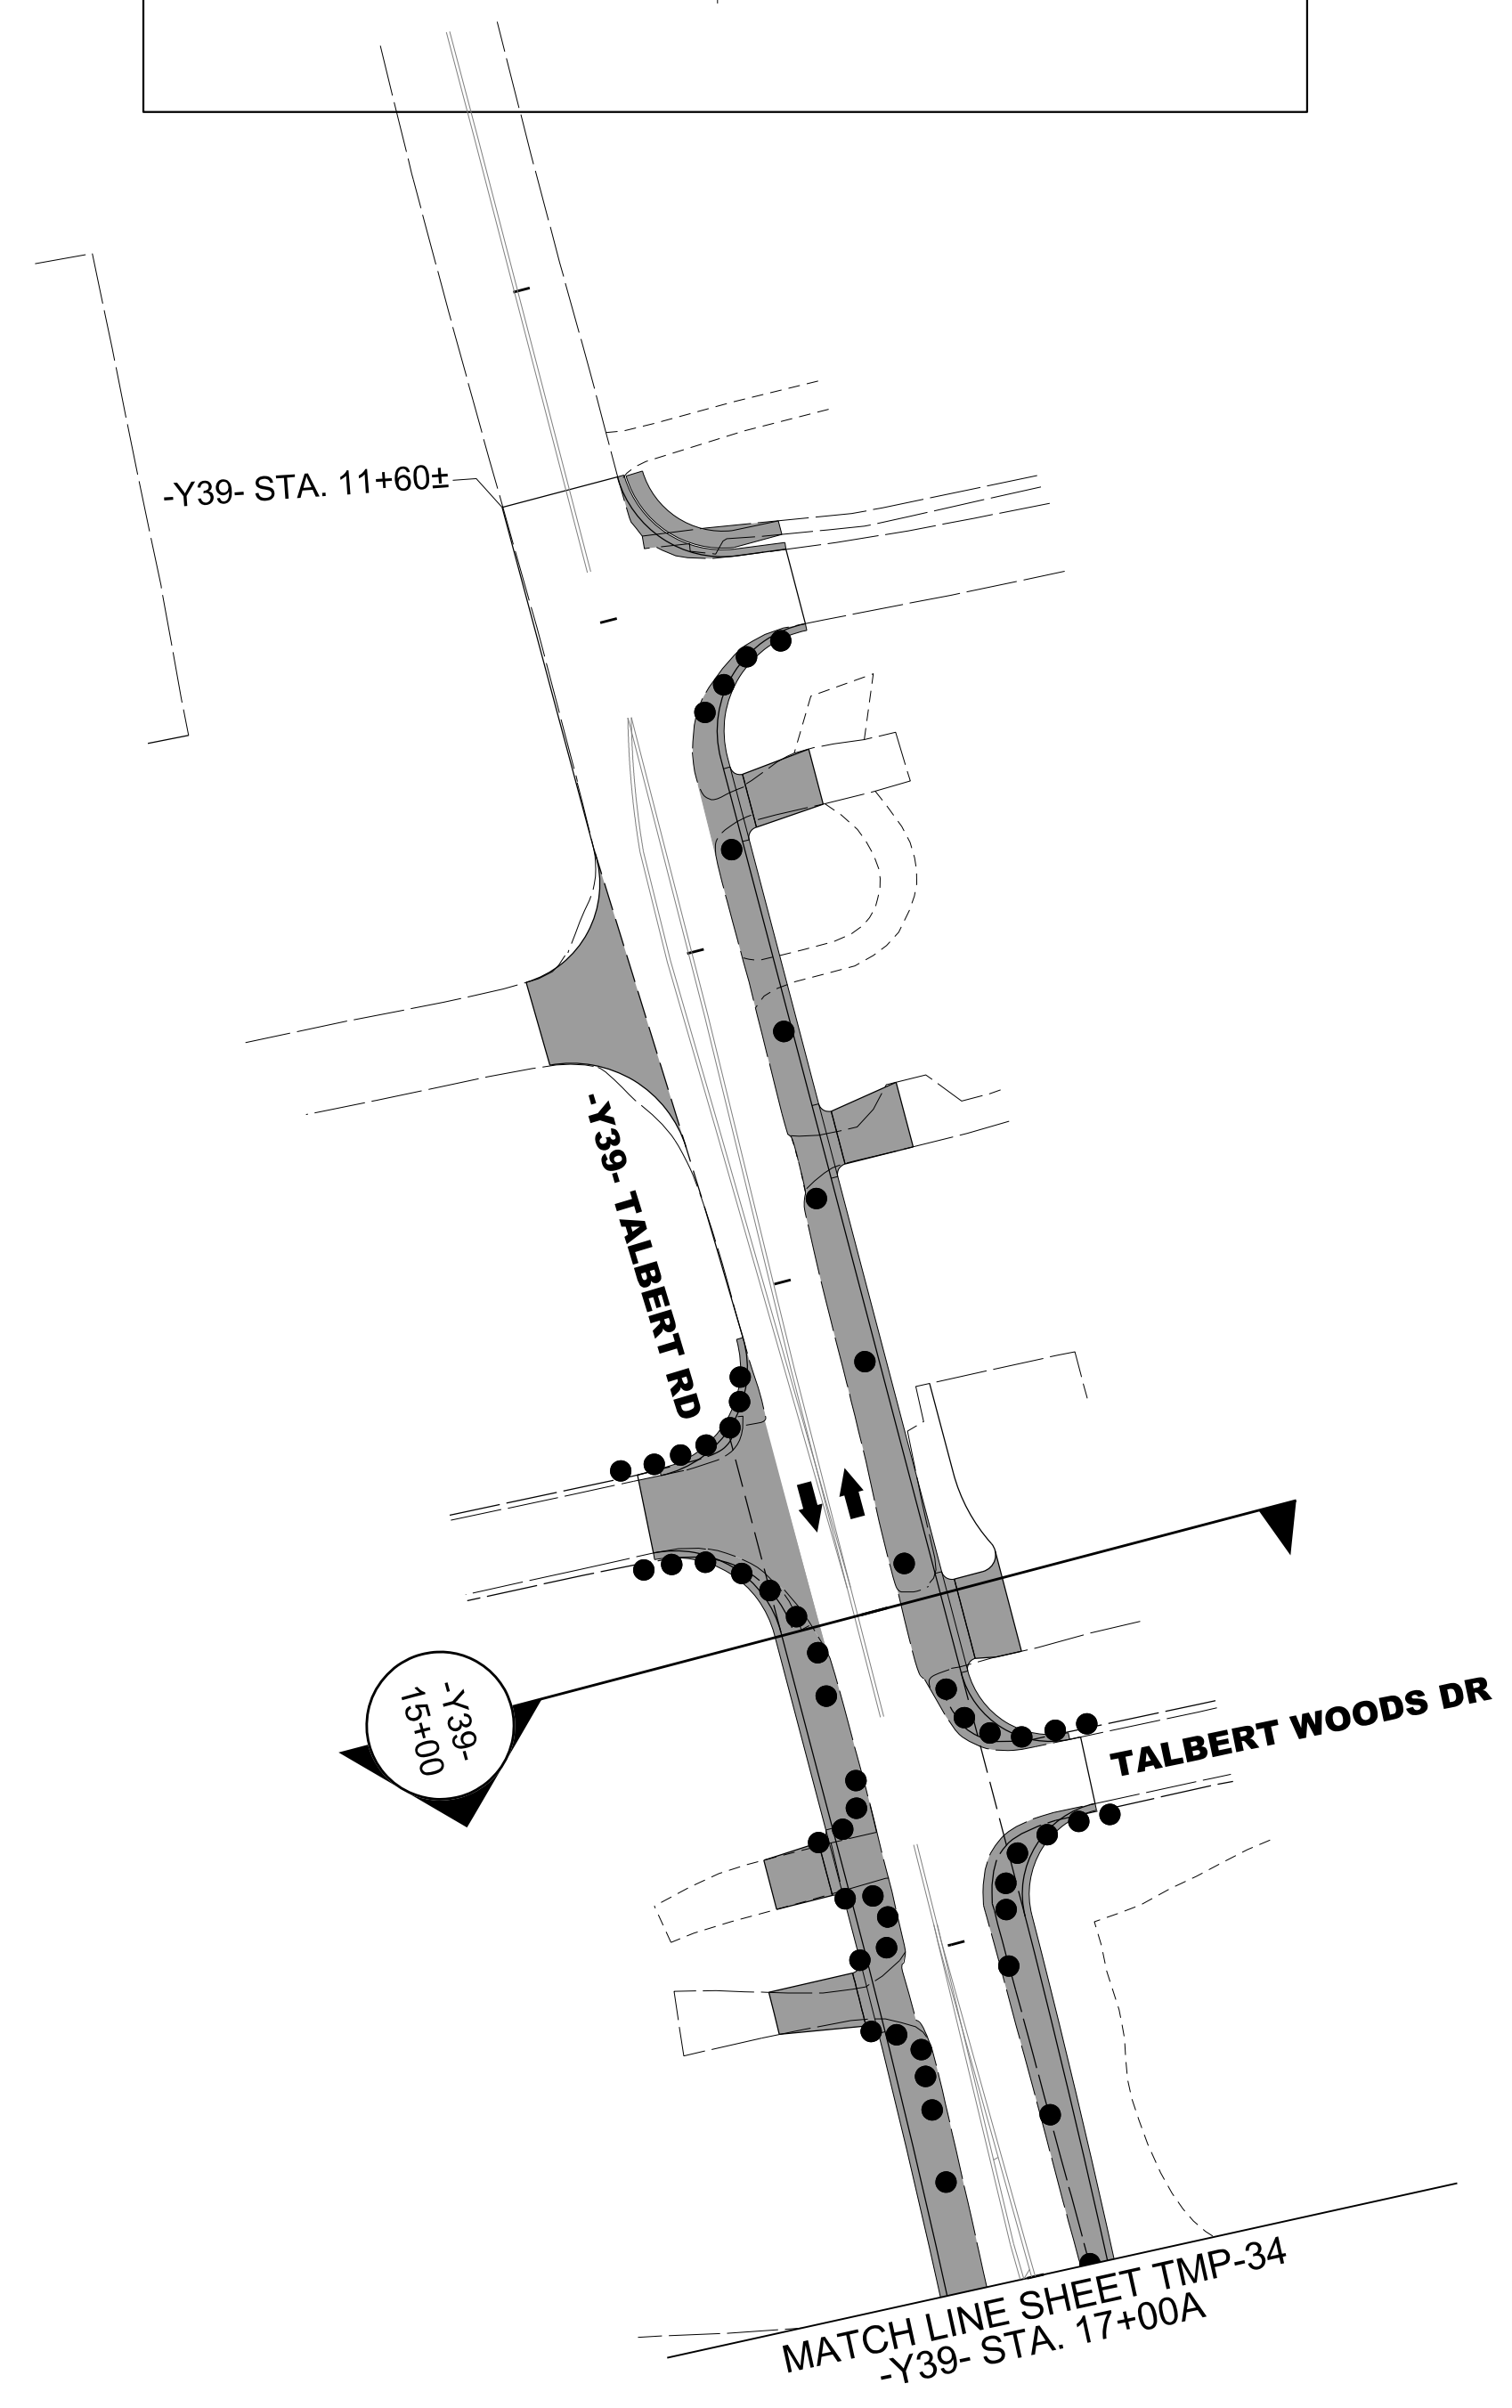 -Y39- STA. 11+60±
-Y39- TALBERT RD
-Y39-
15+00
TALBERT WOODS DR
MATCH LINE SHEET TMP-34
-Y39- STA. 17+00A